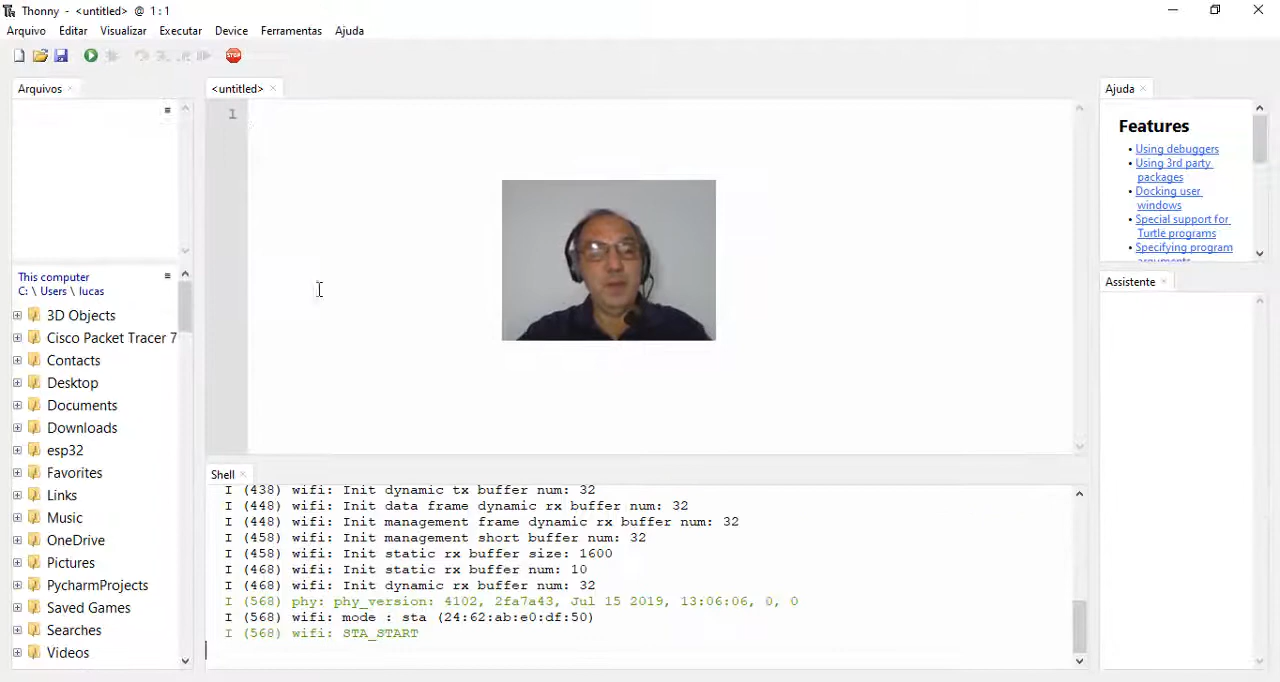 Thonny - <untitled> @ 1:1
Arquivo Editar Visualizar Executar Device Ferramentas Ajuda
STOP
Arquivos
This computer
C: \ Users \ lucas
3D Objects
Cisco Packet Tracer 7
Contacts
Desktop
Documents
Downloads
esp32
Favorites
Links
Music
OneDrive
Pictures
PycharmProjects
Saved Games
Searches
Videos
<untitled>
1
Shell
I (438) wifi: Init dynamic tx buffer num: 32
I (448) wifi: Init data frame dynamic rx buffer num: 32
I (448) wifi: Init management frame dynamic rx buffer num: 32
I (458) wifi: Init management short buffer num: 32
I (458) wifi: Init static rx buffer size: 1600
I (468) wifi: Init static rx buffer num: 10
I (468) wifi: Init dynamic rx buffer num: 32
I (568) phy: phy_version: 4102, 2fa7a43, Jul 15 2019, 13:06:06, 0, 0
I (568) wifi: mode : sta (24:62:ab:e0:df:50)
I (568) wifi: STA_START
Ajuda
Features
• Using debuggers
• Using 3rd party
packages
• Docking user
windows
• Special support for
Turtle programs
• Specifying program
arguments
Assistente